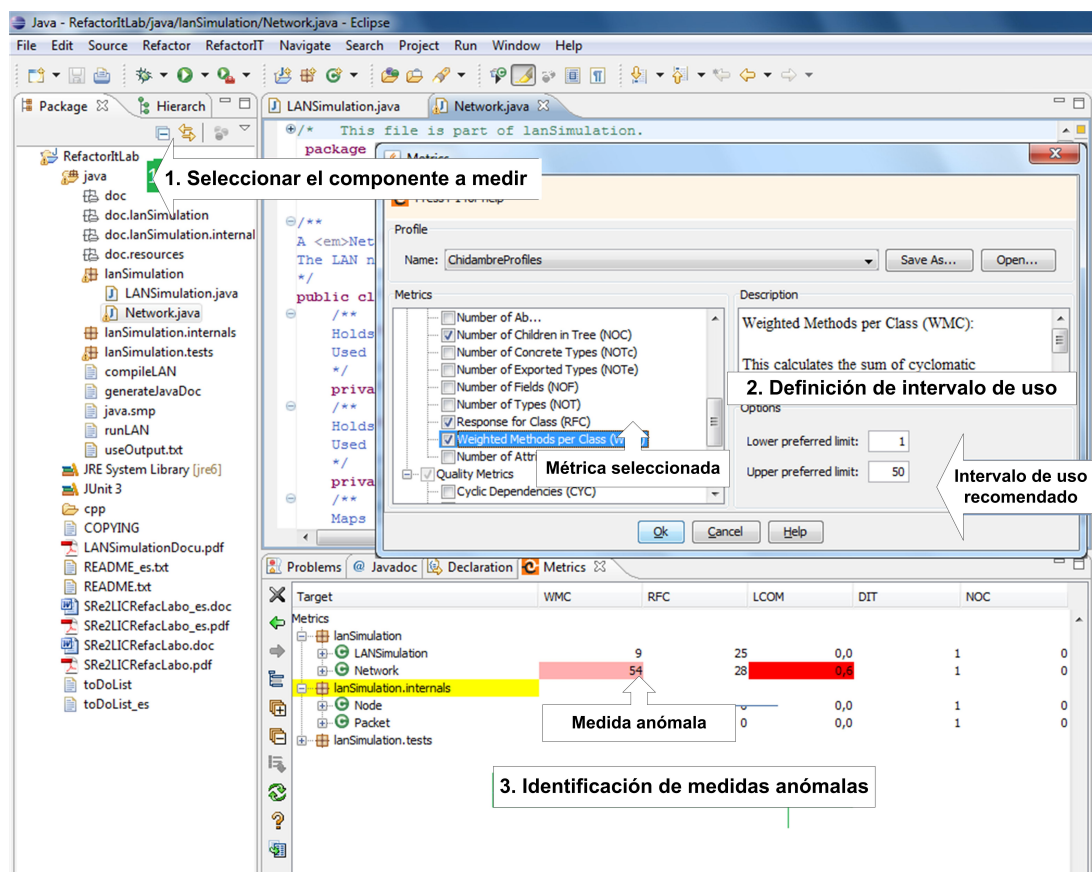 Java - RefactorItLab/java/lanSimulation/Network.java - Eclipse
File Edit Source Refactor RefactorIT Navigate Search Project Run Window Help
Package Hierarch
RefactorItLab
java
doc
doc.lanSimulation
doc.lanSimulation.internal
doc.resources
lanSimulation
LANSimulation.java
Network.java
lanSimulation.internals
lanSimulation.tests
compileLAN
generateJavaDoc
java.smp
runLAN
useOutput.txt
JRE System Library [jre6]
JUnit 3
cpp
COPYING
LANSimulationDocu.pdf
README_es.txt
README.txt
SRe2LICRefacLabo_es.doc
SRe2LICRefacLabo_es.pdf
SRe2LICRefacLabo.doc
SRe2LICRefacLabo.pdf
toDoList
toDoList_es
1. Seleccionar el componente a medir
LANSimulation.java Network.java
/* This file is part of lanSimulation.
package
/**
A <em>Net
The LAN n
*/
public cl
/**
Holds
Used
*/
priva
/**
Holds
Used
*/
priva
/**
Maps
Metrics
Press F1 for help
Profile
Name: ChidambreProfiles Save As... Open...
Metrics
Number of Ab...
Number of Children in Tree (NOC)
Number of Concrete Types (NOTc)
Number of Exported Types (NOTe)
Number of Fields (NOF)
Number of Types (NOT)
Response for Class (RFC)
Weighted Methods per Class (W
Number of Attri
Quality Metrics
Cyclic Dependencies (CYC)
Métrica seleccionada
Description
Weighted Methods per Class (WMC):
This calculates the sum of cyclomatic
2. Definición de intervalo de uso
Options
Lower preferred limit: 1
Upper preferred limit: 50
Intervalo de uso
recomendado
Ok Cancel Help
Problems Javadoc Declaration Metrics
Target WMC RFC LCOM DIT NOC
Metrics
lanSimulation
LANSimulation 9 25 0,0 1 0
Network 54 28 0,6 1 0
lanSimulation.internals
Node 0,0 1 0
Packet 0 0,0 1 0
lanSimulation.tests
Medida anómala
3. Identificación de medidas anómalas